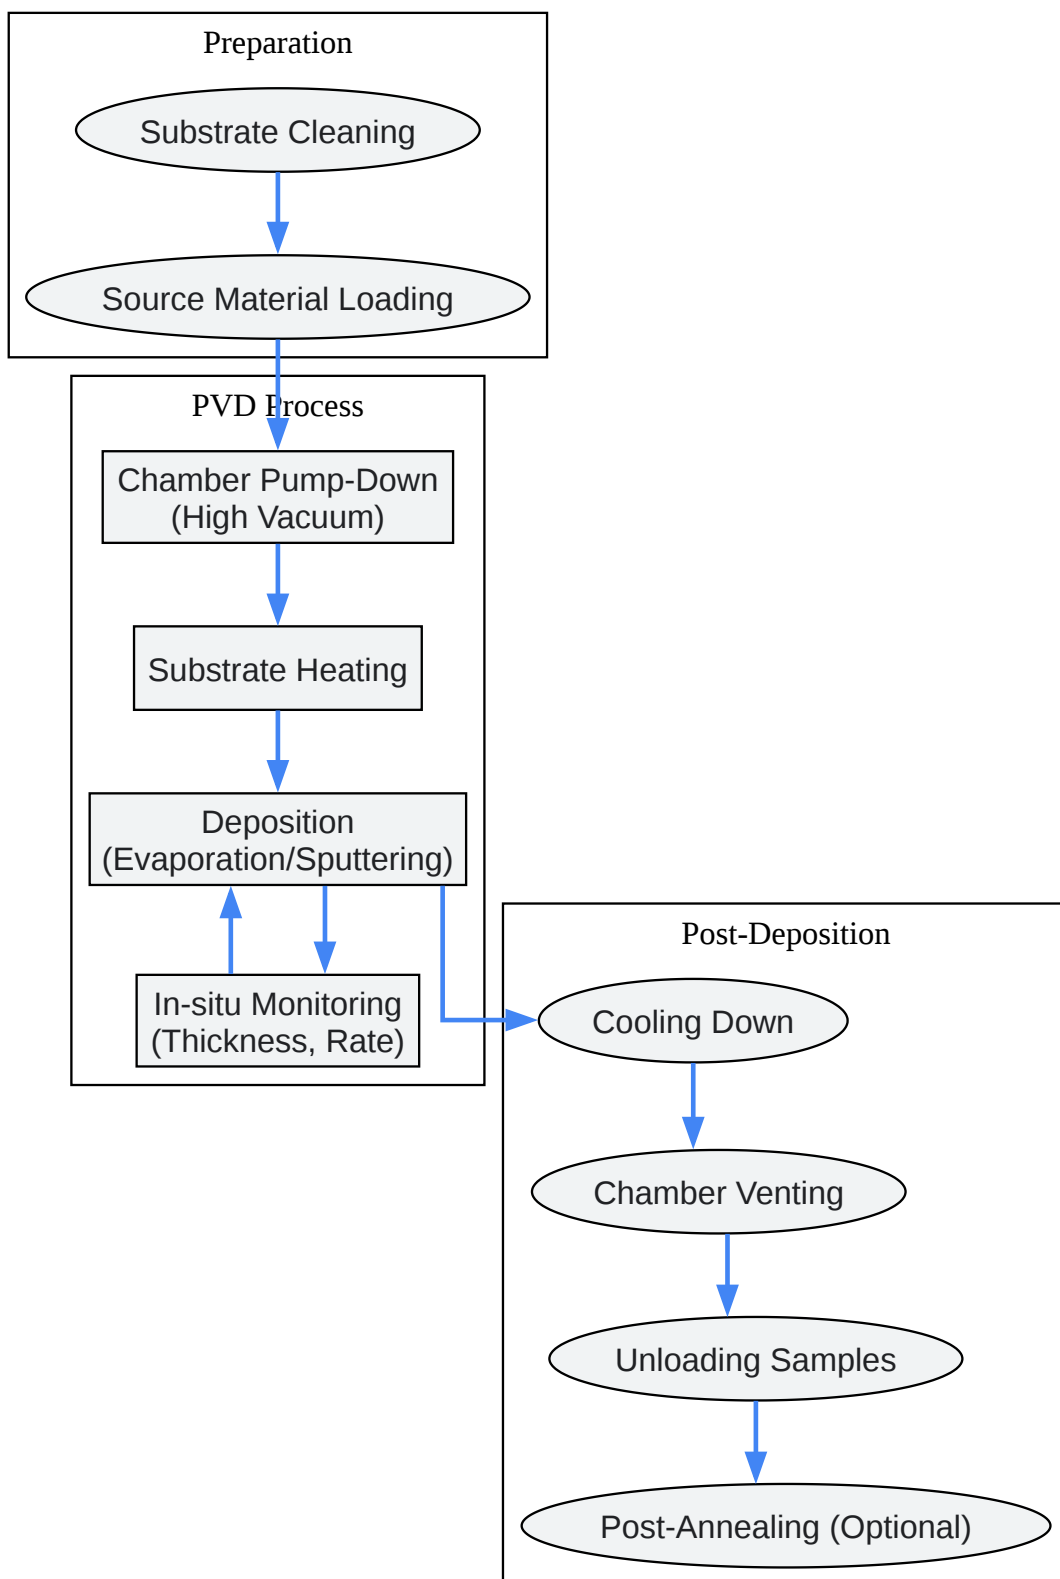 Preparation
Substrate Cleaning
Source Material Loading
PVD Process
Chamber Pump-Down
(High Vacuum)
Substrate Heating
Deposition
(Evaporation/Sputtering)
In-situ Monitoring
(Thickness, Rate)
Post-Deposition
Cooling Down
Chamber Venting
Unloading Samples
Post-Annealing (Optional)